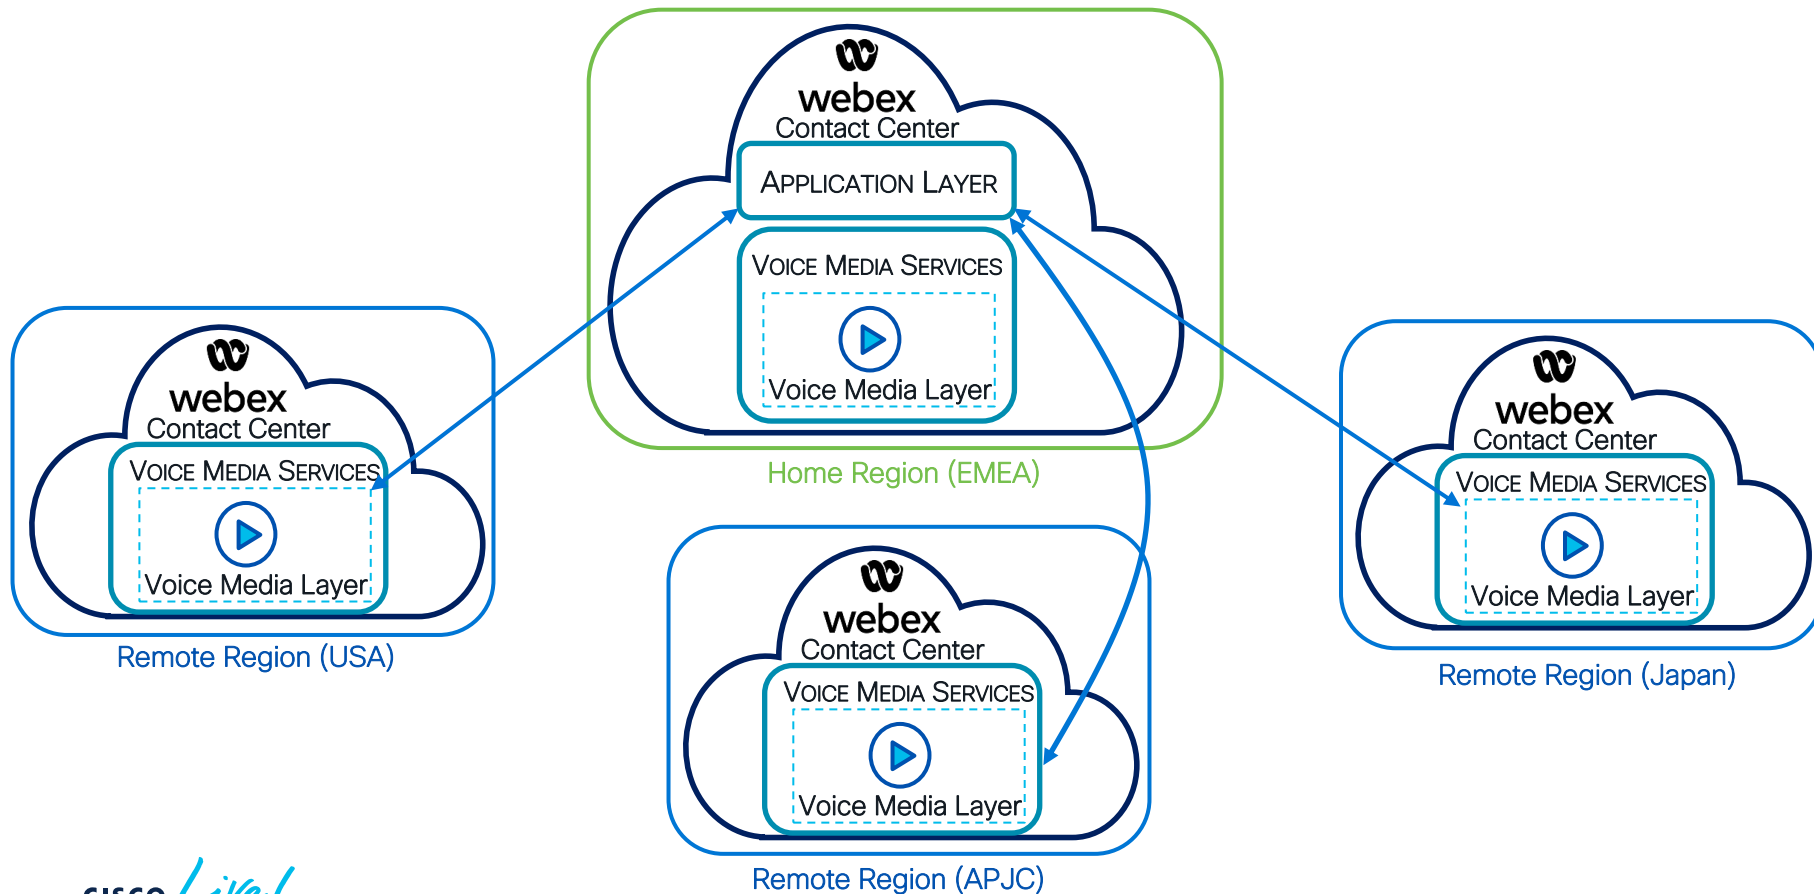 webex
Contact Center
APPLICATION LAYER
VOICE MEDIA SERVICES
Voice Media Layer
Home Region (EMEA)
webex
Contact Center
VOICE MEDIA SERVICES
Voice Media Layer
Remote Region (USA)
webex
Contact Center
VOICE MEDIA SERVICES
Voice Media Layer
Remote Region (Japan)
webex
Contact Center
VOICE MEDIA SERVICES
Voice Media Layer
Remote Region (APJC)
CISCO Live!